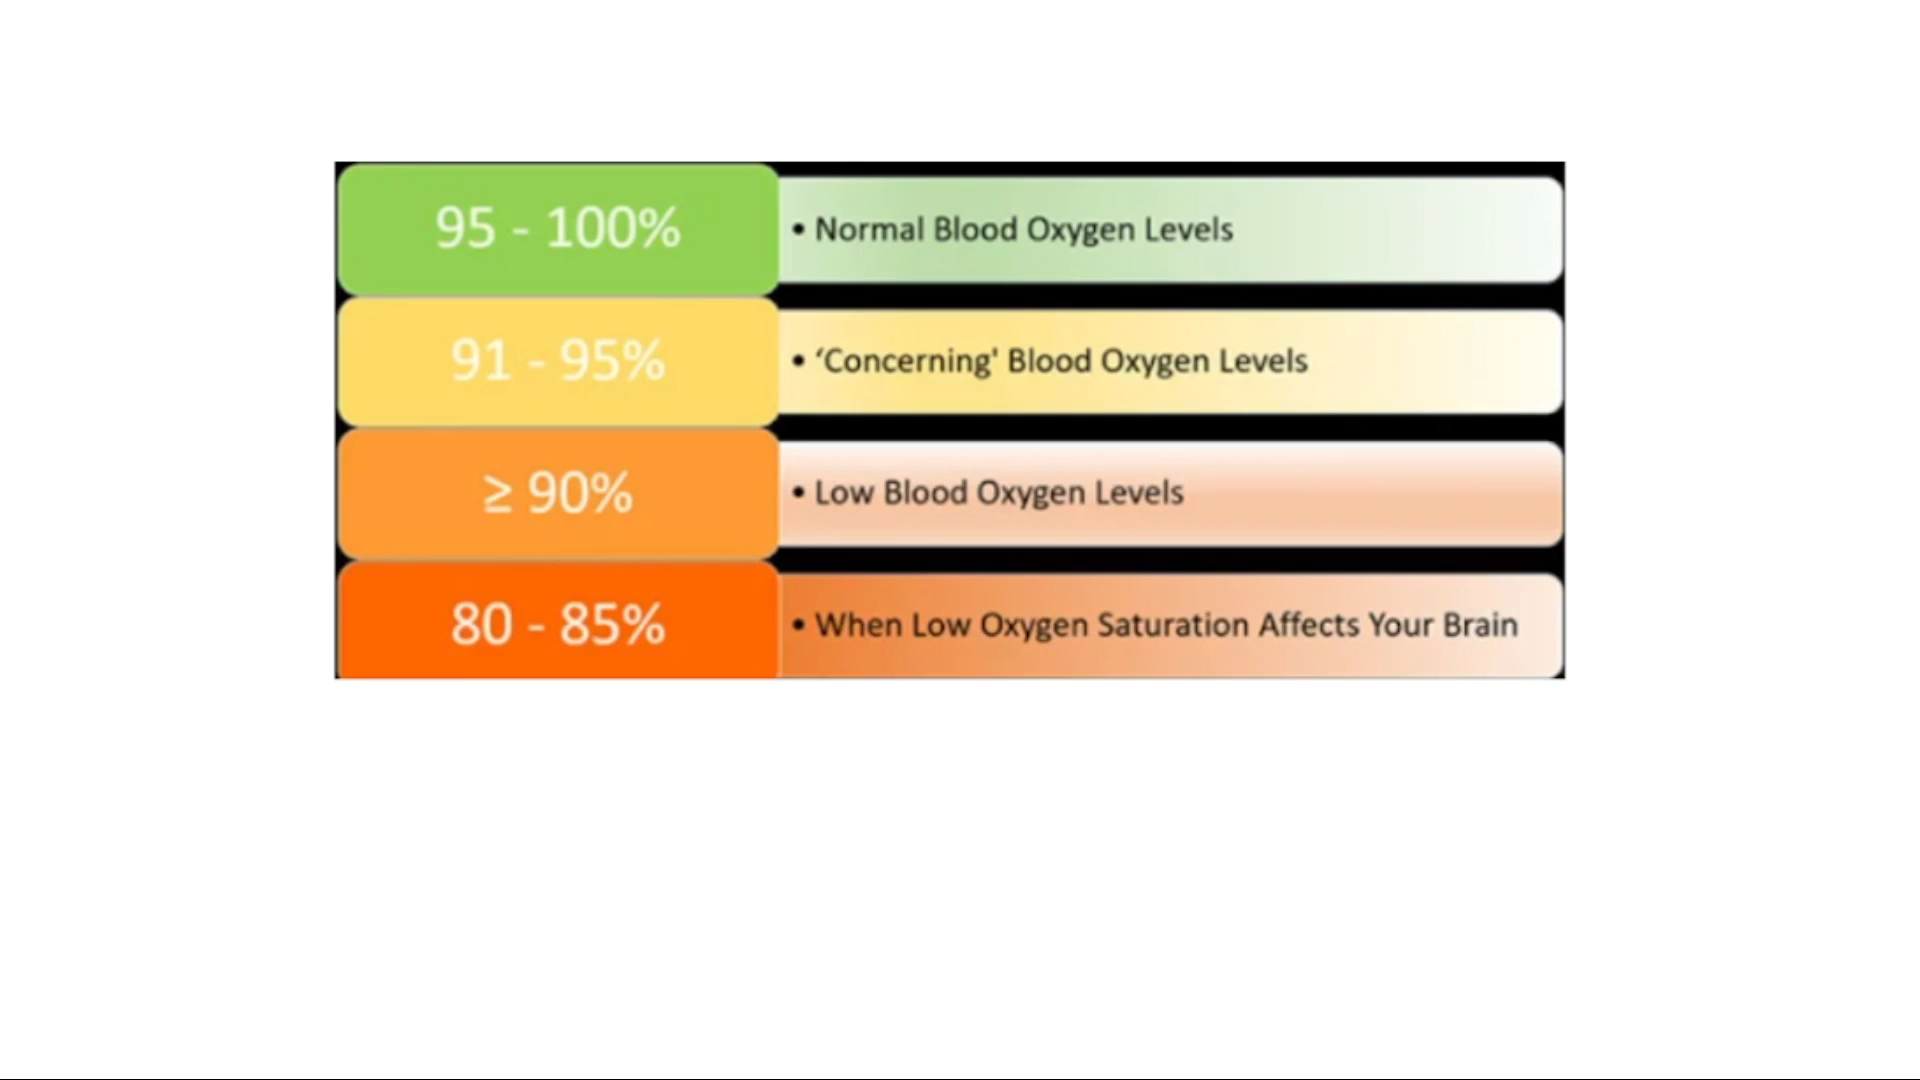 95 - 100%
• Normal Blood Oxygen Levels
91 - 95%
• ‘Concerning' Blood Oxygen Levels
≥ 90%
• Low Blood Oxygen Levels
80 - 85%
• When Low Oxygen Saturation Affects Your Brain